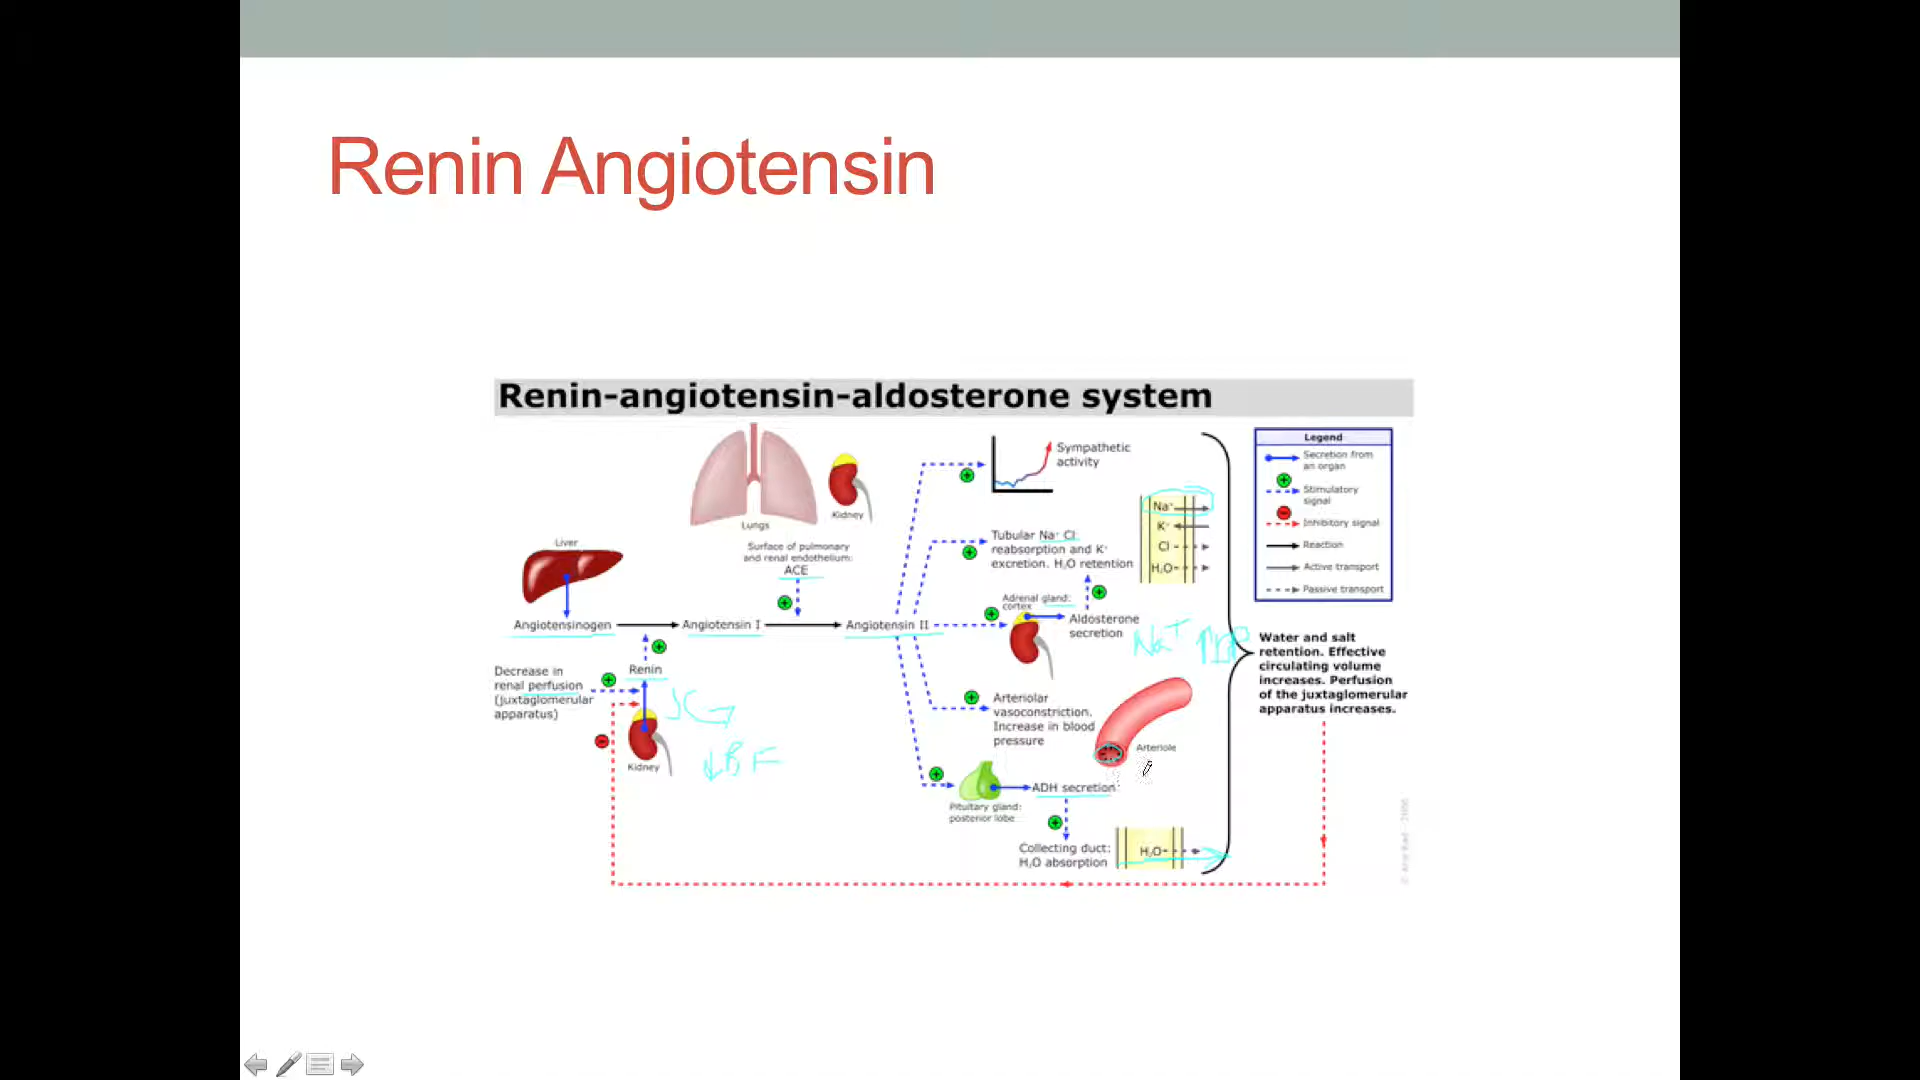 Renin Angiotensin
Renin-angiotensin-aldosterone system
Lungs
Kidney
Surface of pulmonary
and renal endothelium:
ACE
Liver
Angiotensinogen
Angiotensin I
Angiotensin II
Decrease in
renal perfusion
(juxtaglomerular
apparatus)
Renin
Kidney
Sympathetic
activity
Tubular Na⁺ Cl⁻
reabsorption and K⁺
excretion. H₂O retention
Adrenal gland:
cortex
Aldosterone
secretion
Arteriolar
vasoconstriction.
Increase in blood
pressure
Arteriole
Pituitary gland:
posterior lobe
ADH secretion
Collecting duct:
H₂O absorption
H₂O
Na⁺
K⁺
Cl⁻
H₂O
Na⁺
Water and salt
retention. Effective
circulating volume
increases. Perfusion
of the juxtaglomerular
apparatus increases.
Legend
Secretion from
an organ
Stimulatory
signal
Inhibitory signal
Reaction
Active transport
Passive transport